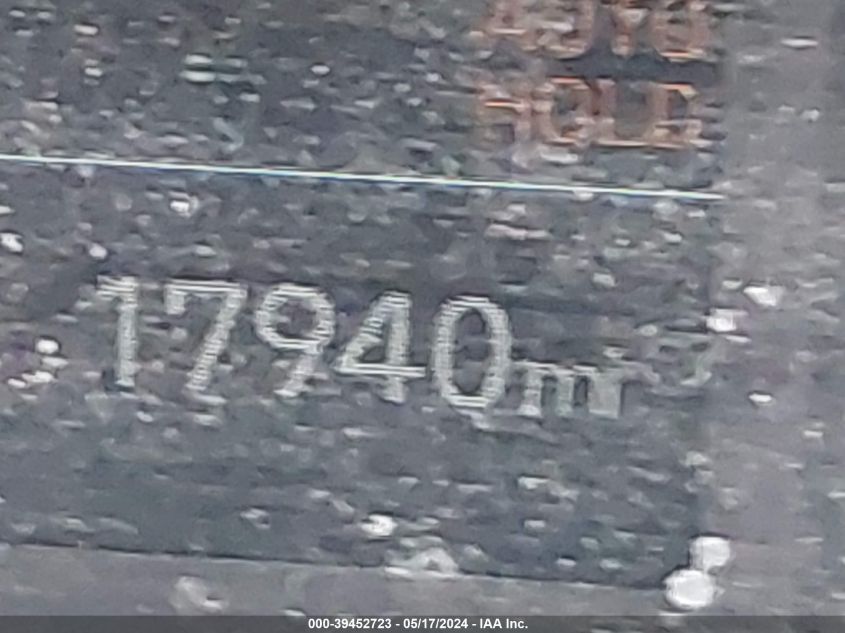 AUTO
HOLD
17940mi
000-39452723 - 05/17/2024 - IAA Inc.